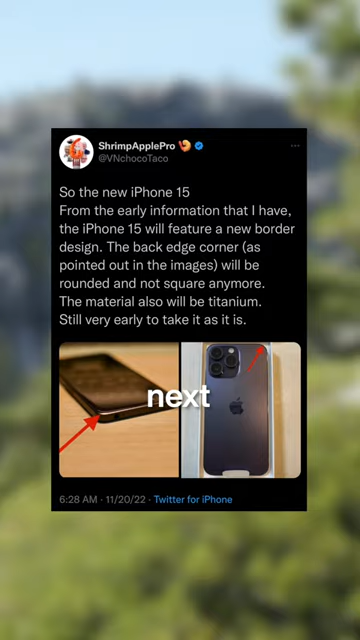 ShrimpApplePro
@VNchocoTaco
So the new iPhone 15
From the early information that I have,
the iPhone 15 will feature a new border
design. The back edge corner (as
pointed out in the images) will be
rounded and not square anymore.
The material also will be titanium.
Still very early to take it as it is.
next
6:28 AM · 11/20/22 · Twitter for iPhone